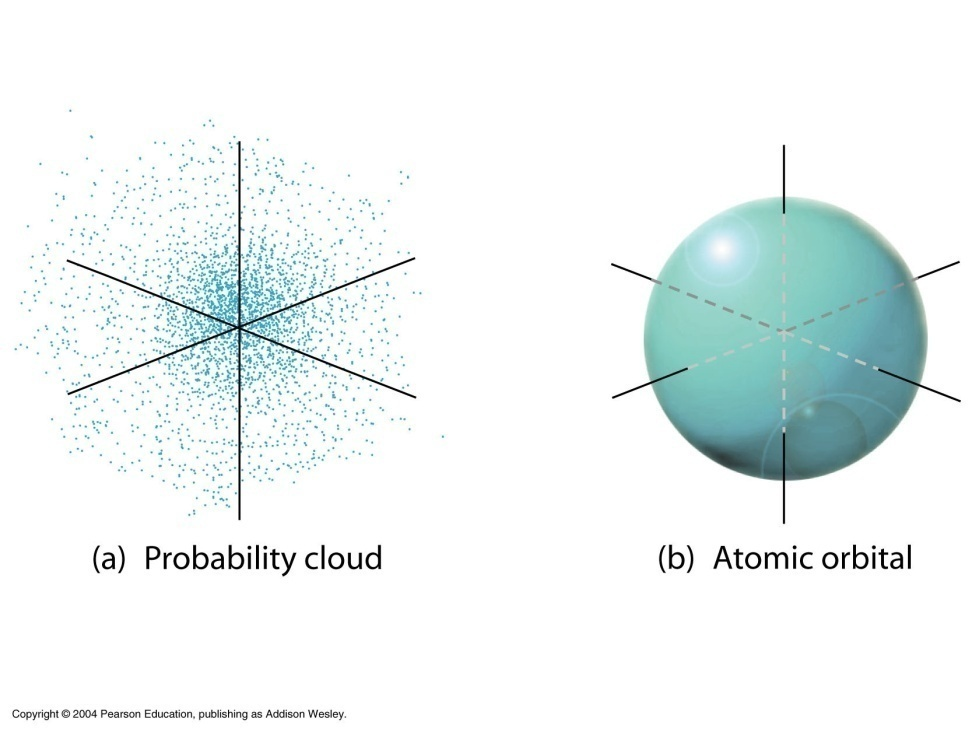 (a) Probability cloud
(b) Atomic orbital
Copyright © 2004 Pearson Education, publishing as Addison Wesley.